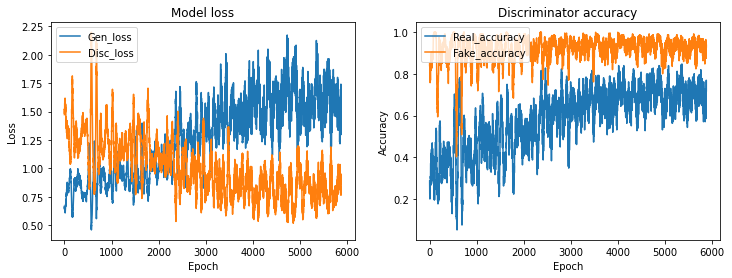 Model loss
Gen_loss
Disc_loss
2.25
2.00
1.75
1.50
1.25
1.00
0.75
0.50
Loss
0
1000
2000
3000
4000
5000
6000
Epoch
Discriminator accuracy
Real_accuracy
Fake_accuracy
1.0
0.8
0.6
0.4
0.2
Accuracy
0
1000
2000
3000
4000
5000
6000
Epoch